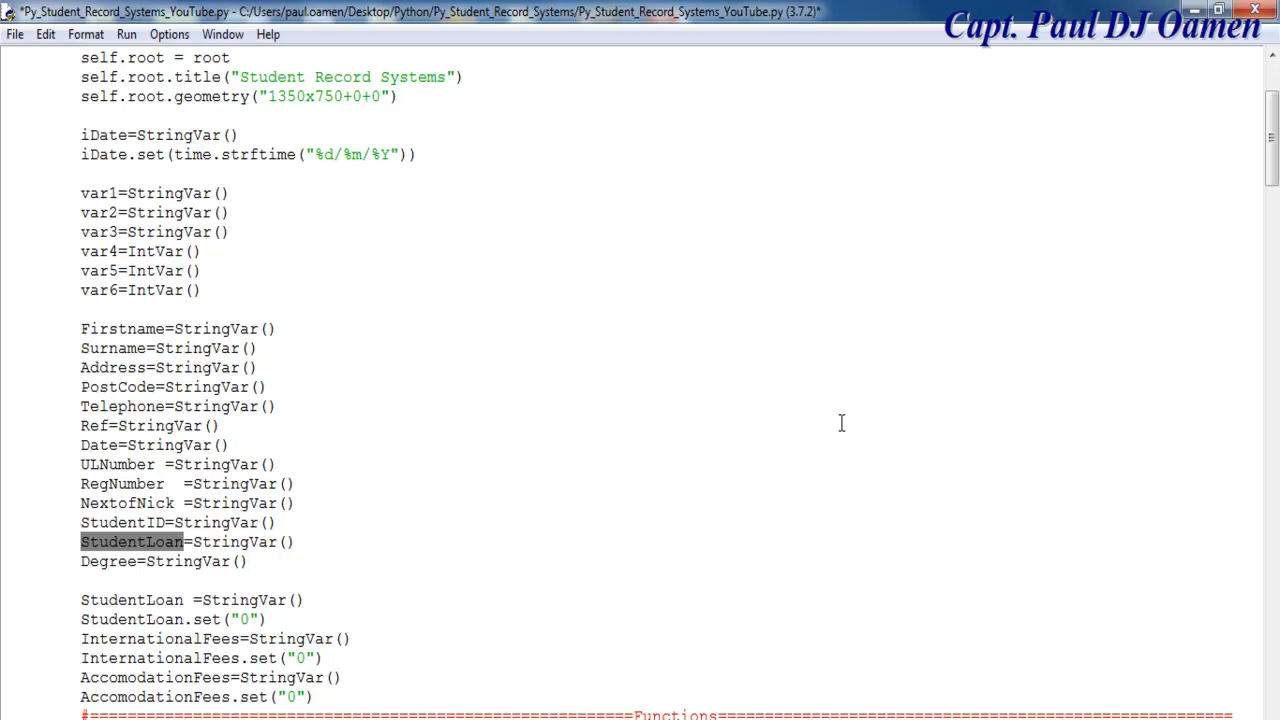 *Py_Student_Record_Systems_YouTube.py - C:/Users/paul.oamen/Desktop/Python/Py_Student_Record_Systems/Py_Student_Record_Systems_YouTube.py (3.7.2)*
Capt. Paul DJ Oamen
File Edit Format Run Options Window Help
self.root = root
self.root.title("Student Record Systems")
self.root.geometry("1350x750+0+0")
iDate=StringVar()
iDate.set(time.strftime("%d/%m/%Y"))
var1=StringVar()
var2=StringVar()
var3=StringVar()
var4=IntVar()
var5=IntVar()
var6=IntVar()
Firstname=StringVar()
Surname=StringVar()
Address=StringVar()
PostCode=StringVar()
Telephone=StringVar()
Ref=StringVar()
Date=StringVar()
ULNumber =StringVar()
RegNumber  =StringVar()
NextofNick =StringVar()
StudentID=StringVar()
StudentLoan=StringVar()
Degree=StringVar()
StudentLoan =StringVar()
StudentLoan.set("0")
InternationalFees=StringVar()
InternationalFees.set("0")
AccomodationFees=StringVar()
AccomodationFees.set("0")
#==========================================================Functions=======================================================